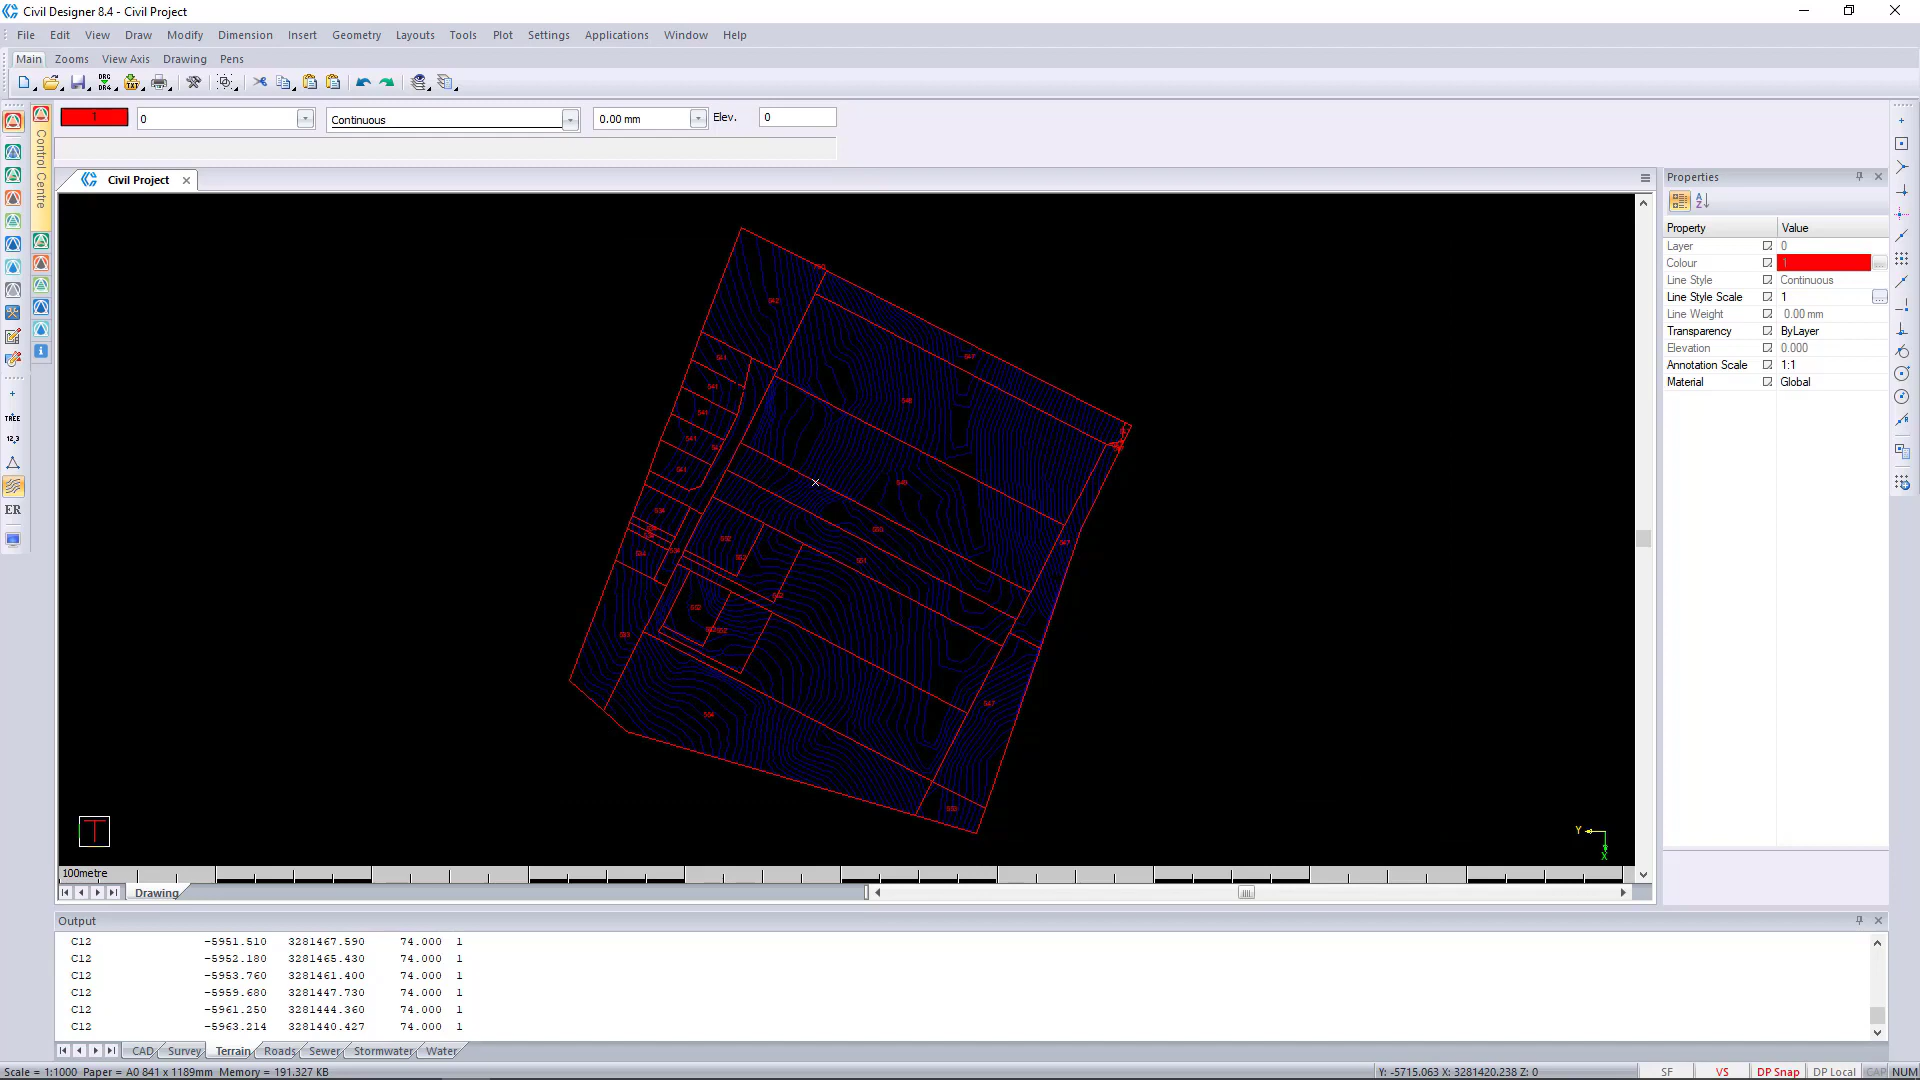 Civil Designer 8.4 - Civil Project
File Edit View Draw Modify Dimension Insert Geometry Layouts Tools Plot Settings Applications Window Help
Main Zooms View Axis Drawing Pens
1 0 Continuous 0.00 mm Elev. 0
Control Centre
Civil Project
TREE
12,3
ER
Properties
Property Value
Layer 0
Colour 1
Line Style Continuous
Line Style Scale 1
Line Weight 0.00 mm
Transparency ByLayer
Elevation 0.000
Annotation Scale 1:1
Material Global
547
Y
X
100metre
Drawing
Output
C12 -5951.510 3281467.590 74.000 1
C12 -5952.180 3281465.430 74.000 1
C12 -5953.760 3281461.400 74.000 1
C12 -5959.680 3281447.730 74.000 1
C12 -5961.250 3281444.360 74.000 1
C12 -5963.214 3281440.427 74.000 1
CAD Survey Terrain Roads Sewer Stormwater Water
Scale = 1:1000 Paper = A0 841 x 1189mm Memory = 191.327 KB Y: -5715.063 X: 3281420.238 Z: 0 SF VS DP Snap DP Local CAP NUM